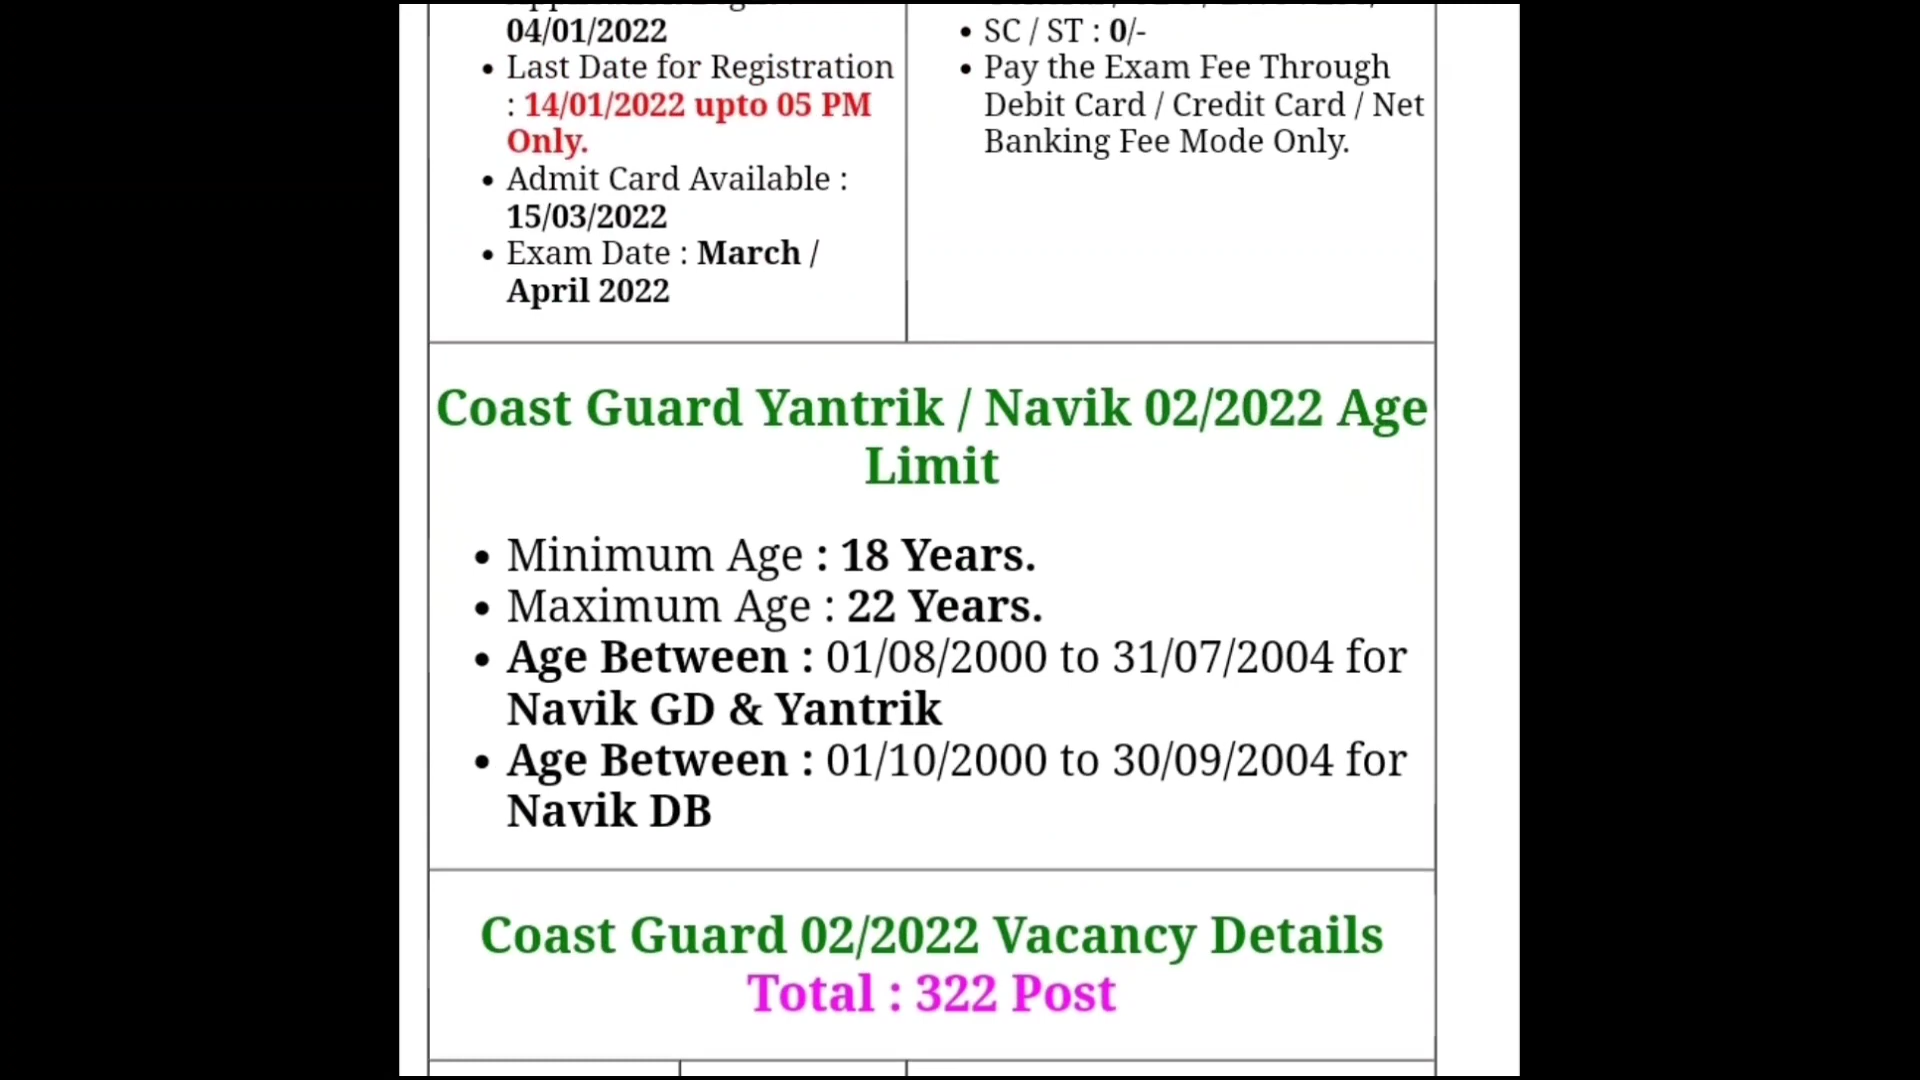 04/01/2022
• Last Date for Registration
: 14/01/2022 upto 05 PM
Only.
• Admit Card Available :
15/03/2022
• Exam Date : March /
April 2022
• SC / ST : 0/-
• Pay the Exam Fee Through
Debit Card / Credit Card / Net
Banking Fee Mode Only.
Coast Guard Yantrik / Navik 02/2022 Age
Limit
• Minimum Age : 18 Years.
• Maximum Age : 22 Years.
• Age Between : 01/08/2000 to 31/07/2004 for
Navik GD & Yantrik
• Age Between : 01/10/2000 to 30/09/2004 for
Navik DB
Coast Guard 02/2022 Vacancy Details
Total : 322 Post